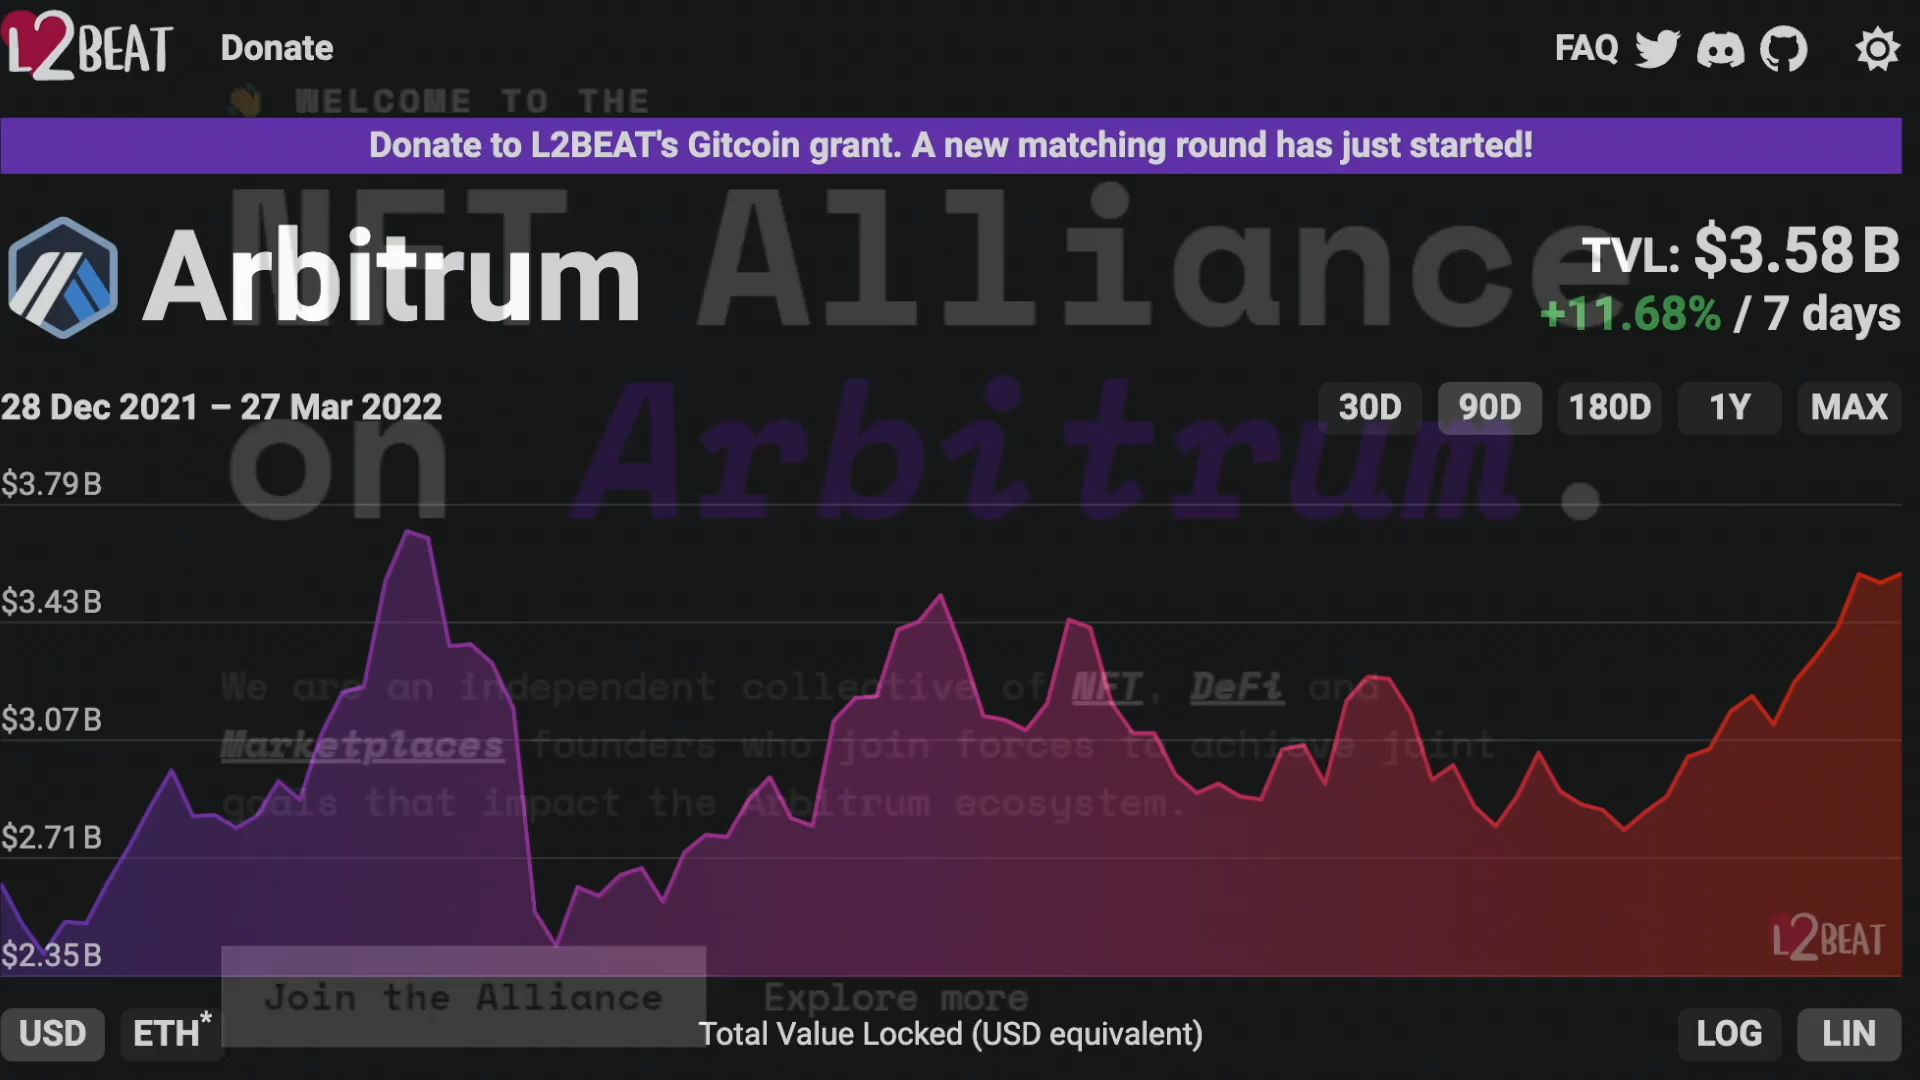 L2BEAT Donate FAQ
👋 WELCOME TO THE
Donate to L2BEAT's Gitcoin grant. A new matching round has just started!
NFT Alliance
Arbitrum TVL: $3.58 B
+11.68% / 7 days
on Arbitrum.
28 Dec 2021 – 27 Mar 2022 30D 90D 180D 1Y MAX
$3.79 B
$3.43 B
We are an independent collective of NFT, DeFi and
$3.07 B
Marketplaces founders who join forces to achieve joint
goals that impact the Arbitrum ecosystem.
$2.71 B
L2BEAT
$2.35 B
Join the Alliance Explore more
USD ETH* Total Value Locked (USD equivalent) LOG LIN